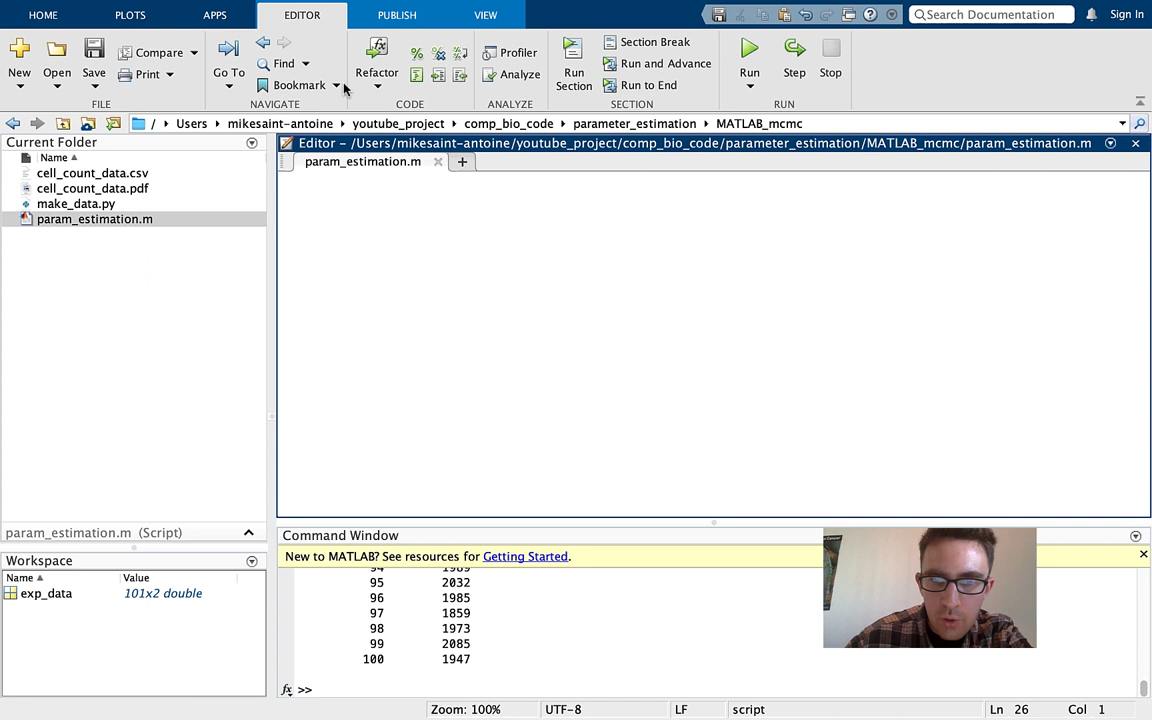 HOME PLOTS APPS EDITOR PUBLISH VIEW Search Documentation Sign In
New Open Save Compare Print Go To Find Bookmark Refactor Profiler Analyze Run Section Section Break Run and Advance Run to End Run Step Stop
FILE NAVIGATE CODE ANALYZE SECTION RUN
/ Users mikesaint-antoine youtube_project comp_bio_code parameter_estimation MATLAB_mcmc
Current Folder
Name
cell_count_data.csv
cell_count_data.pdf
make_data.py
param_estimation.m
param_estimation.m (Script)
Workspace
Name Value
exp_data 101x2 double
Editor - /Users/mikesaint-antoine/youtube_project/comp_bio_code/parameter_estimation/MATLAB_mcmc/param_estimation.m
param_estimation.m
Command Window
New to MATLAB? See resources for Getting Started.
95 2032
96 1985
97 1859
98 1973
99 2085
100 1947
fx >>
Zoom: 100% UTF-8 LF script Ln 26 Col 1